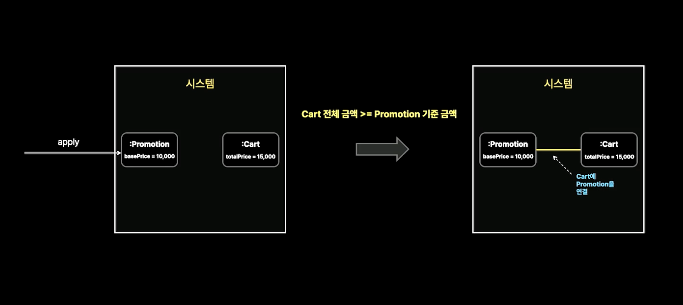 시스템
apply
:Promotion
basePrice = 10,000
:Cart
totalPrice = 15,000
Cart 전체 금액 >= Promotion 기준 금액
시스템
:Promotion
basePrice = 10,000
:Cart
totalPrice = 15,000
Cart에
Promotion을
연결